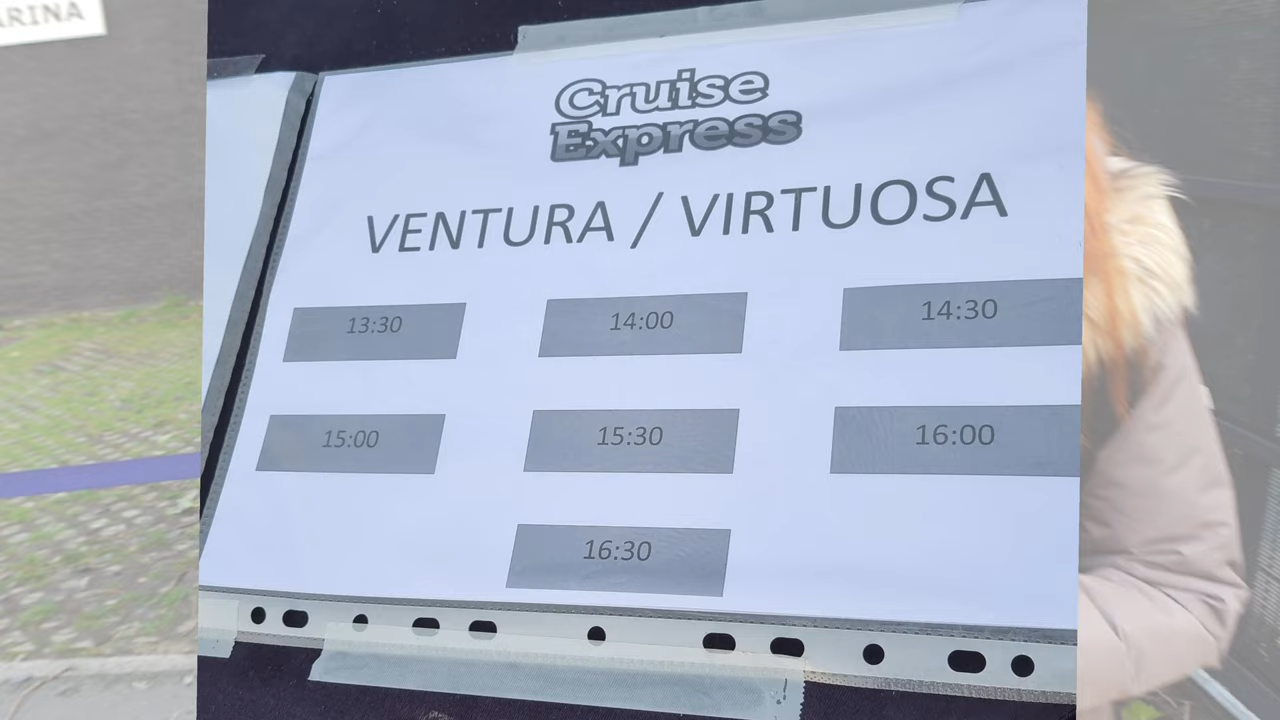 ARINA
Cruise
Express
VENTURA / VIRTUOSA
13:30 14:00 14:30
15:00 15:30 16:00
16:30